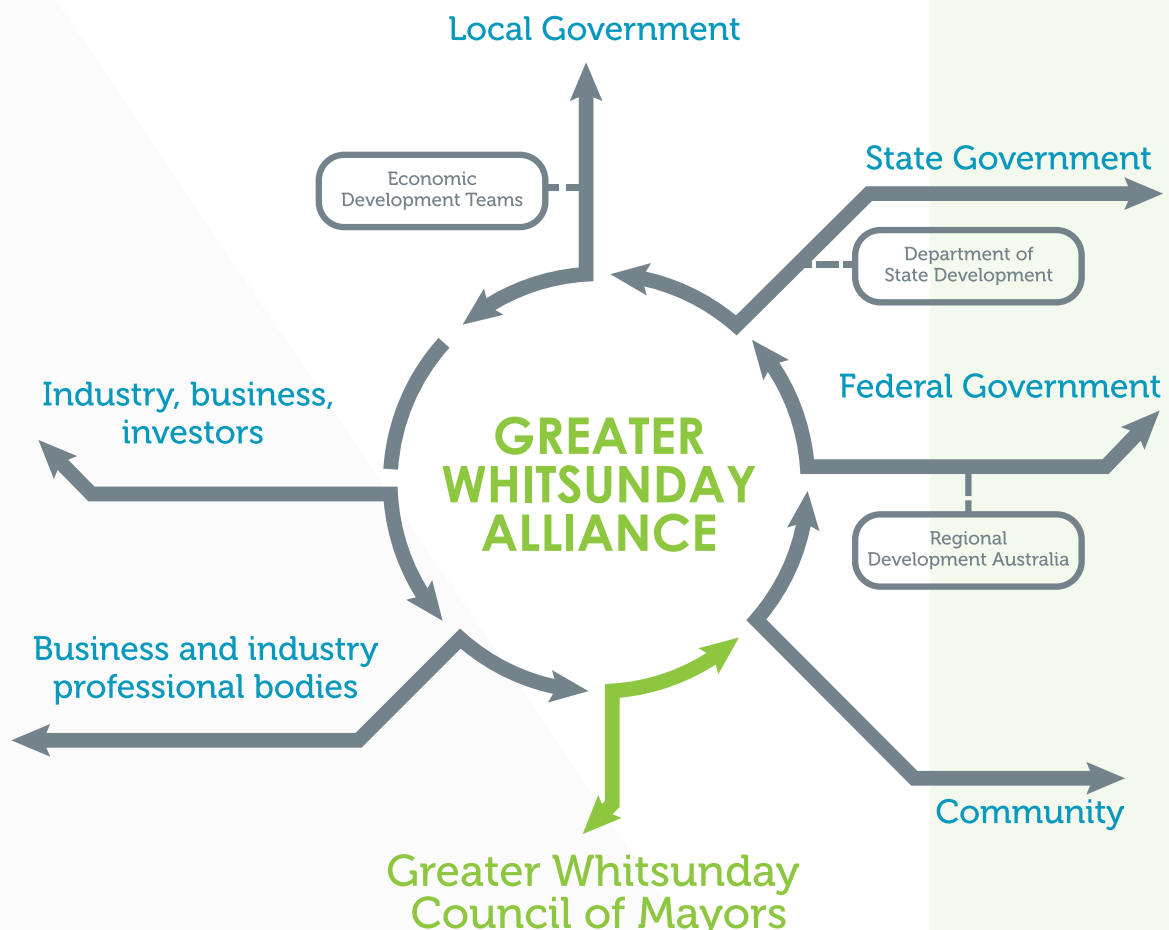 Local Government
Economic
Development Teams
State Government
Department of
State Development
Industry, business,
investors
Federal Government
GREATER
WHITSUNDAY
ALLIANCE
Regional
Development Australia
Business and industry
professional bodies
Community
Greater Whitsunday
Council of Mayors